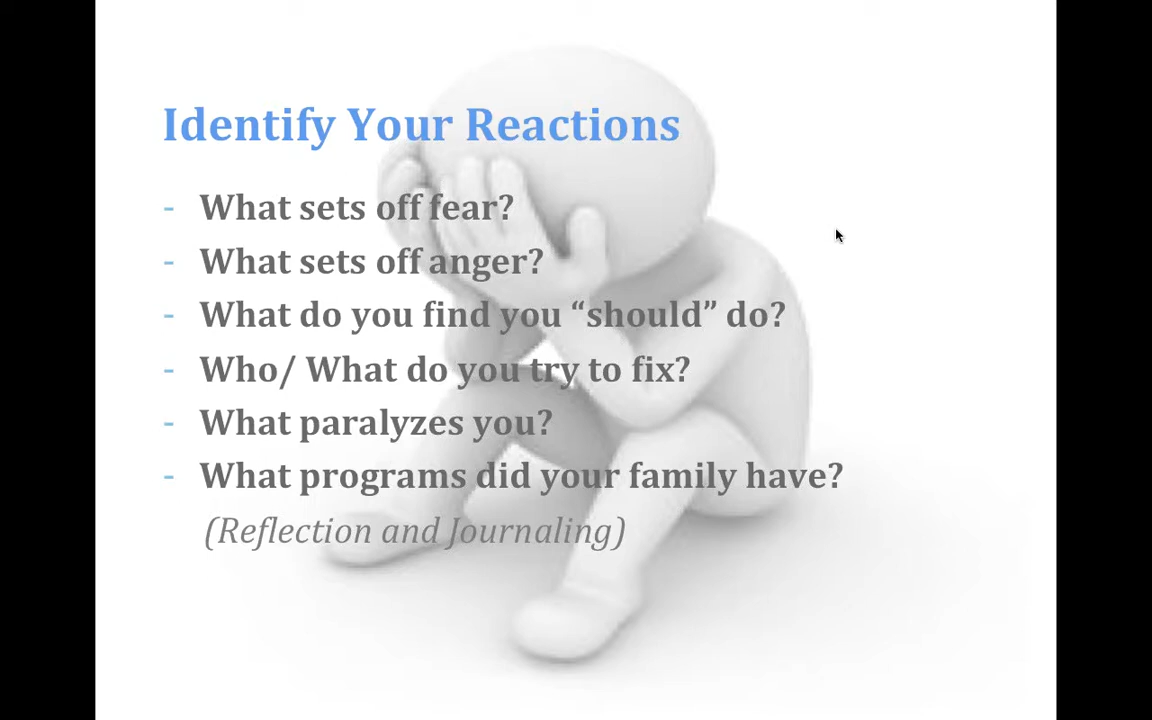 Identify Your Reactions
- What sets off fear?
- What sets off anger?
- What do you find you “should” do?
- Who/ What do you try to fix?
- What paralyzes you?
- What programs did your family have?
(Reflection and Journaling)